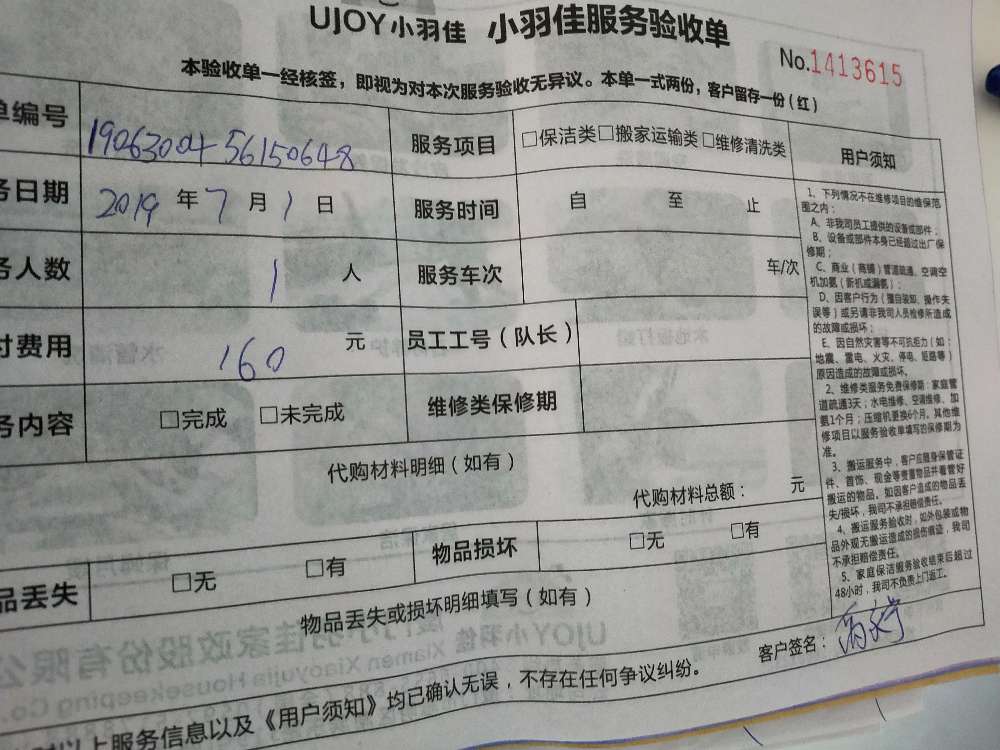 UJOY小羽佳 小羽佳服务验收单
No.1413615
本验收单一经核签，即视为对本次服务验收无异议。本单一式两份，客户留存一份（红）
单编号 1906300456150648 服务项目 □保洁类□搬家运输类□维修清洗类 用户须知
务日期 2019年7月1日 服务时间 自 至 止
务人数 1 人 服务车次 车/次
付费用 160 元 员工工号（队长）
务内容 □完成 □未完成 维修类保修期
代购材料明细（如有）
代购材料总额： 元
品丢失 □无 □有 物品损坏 □无 □有
物品丢失或损坏明细填写（如有）
1、下列情况不在维修项目的维保范
围之内：
A、非我司员工提供的设备或部件；
B、设备或部件本身已经超过出厂保
修期；
C、商业（商铺）管道疏通、空调空
机加氨（新机或漏氨）；
D、因客户行为（擅自装卸、操作失
误等）或另请非我司人员检修所造成
的故障或损坏；
E、因自然灾害等不可抗拒力（如：
地震、雷电、火灾、停电、短路等）
原因造成的故障或损坏。
2、维修类服务免费保修期：家庭管
道疏通3天；水电维修、空调维修、加
氨1个月；压缩机更换6个月。其他维
修项目以服务验收单填写的保修期为
准。
3、搬运服务中，客户应随身保管证
件、首饰、现金等贵重物品并看管好
搬运的物品。如因客户造成的物品丢
失/损坏，我司不承担赔偿责任。
4、搬运服务验收时，如外包装或物
品外观无搬运造成的损伤痕迹，我司
不承担赔偿责任。
5、家庭保洁服务验收结束后超过
48小时，我司不负责上门返工。
客户签名：
对以上服务信息以及《用户须知》均已确认无误，不存在任何争议纠纷。